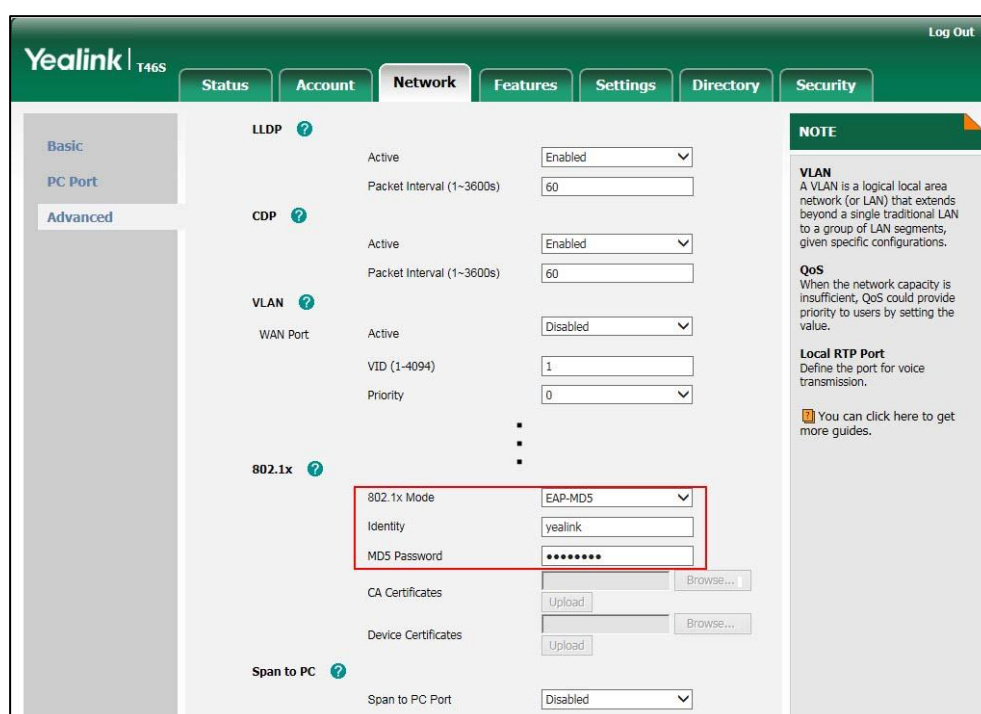 Log Out
Yealink | T46S
Status Account Network Features Settings Directory Security
Basic
PC Port
Advanced
LLDP ?
Active Enabled
Packet Interval (1~3600s) 60
CDP ?
Active Enabled
Packet Interval (1~3600s) 60
VLAN ?
WAN Port Active Disabled
VID (1-4094) 1
Priority 0
802.1x ?
802.1x Mode EAP-MD5
Identity yealink
MD5 Password ••••••••
CA Certificates Browse...
Upload
Device Certificates Browse...
Upload
Span to PC ?
Span to PC Port Disabled
NOTE
VLAN
A VLAN is a logical local area
network (or LAN) that extends
beyond a single traditional LAN
to a group of LAN segments,
given specific configurations.
QoS
When the network capacity is
insufficient, QoS could provide
priority to users by setting the
value.
Local RTP Port
Define the port for voice
transmission.
? You can click here to get
more guides.